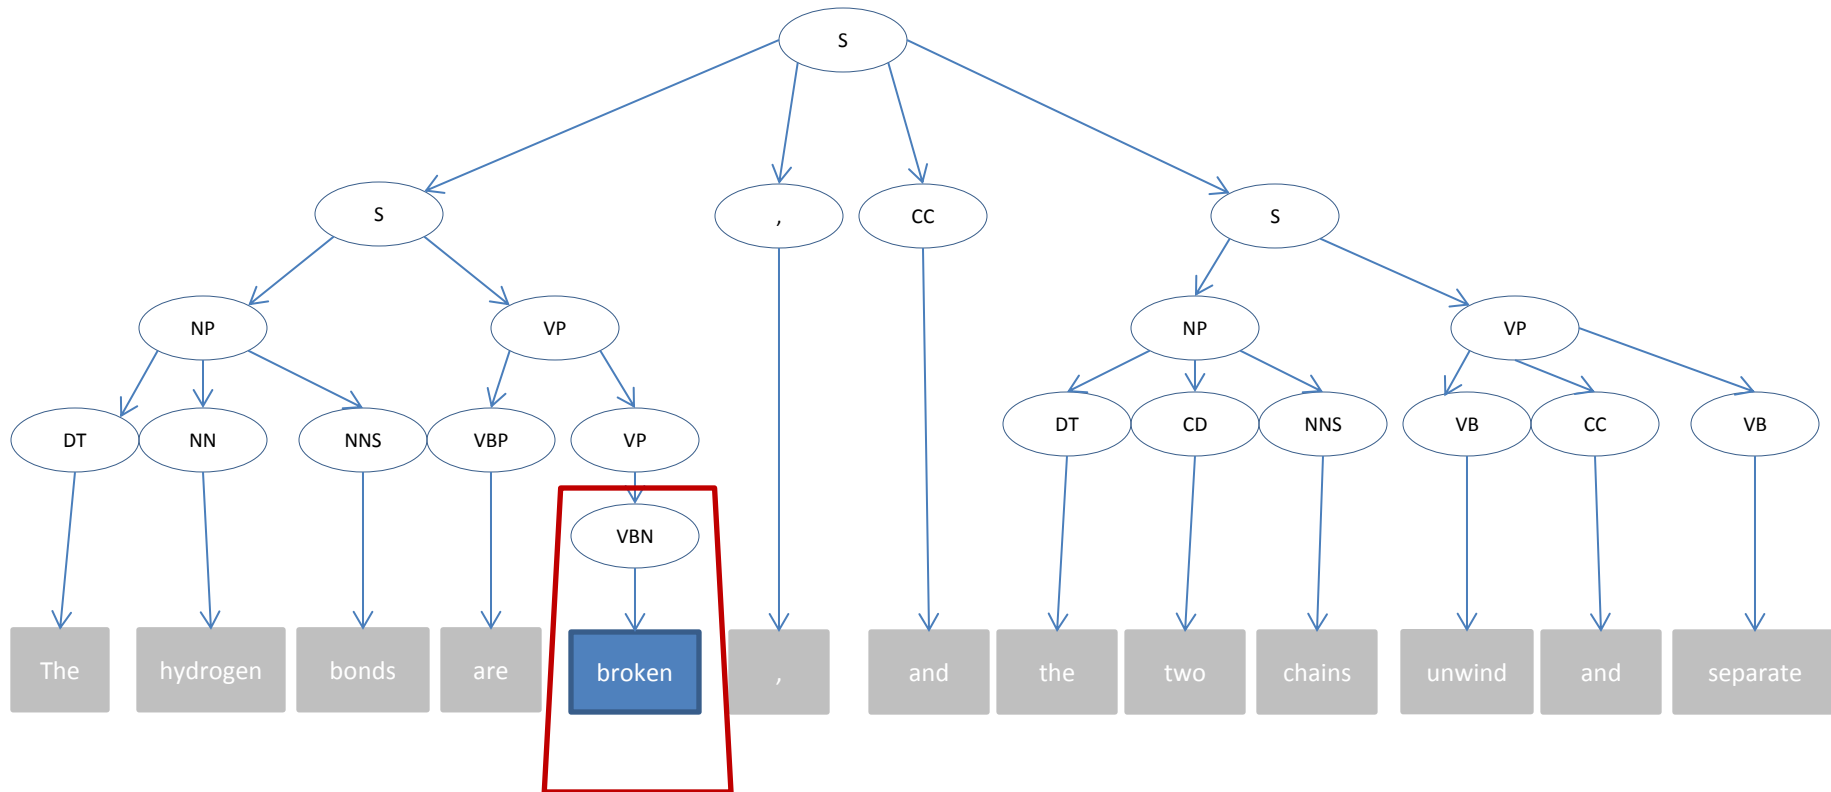 S
S , CC S
NP VP NP VP
DT NN NNS VBP VP DT CD NNS VB CC VB
VBN
The hydrogen bonds are broken , and the two chains unwind and separate